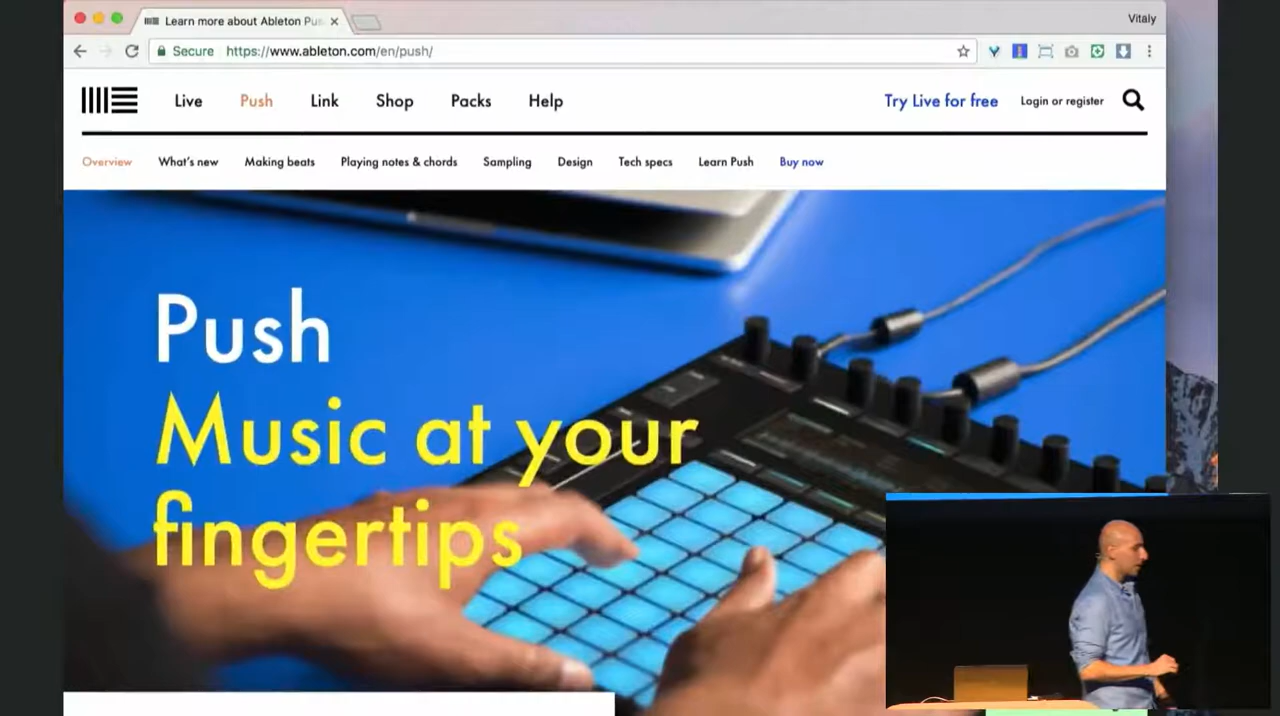 Learn more about Ableton Pus
Vitaly
Secure https://www.ableton.com/en/push/
Live Push Link Shop Packs Help Try Live for free Login or register
Overview What's new Making beats Playing notes & chords Sampling Design Tech specs Learn Push Buy now
Push
Music at your
fingertips